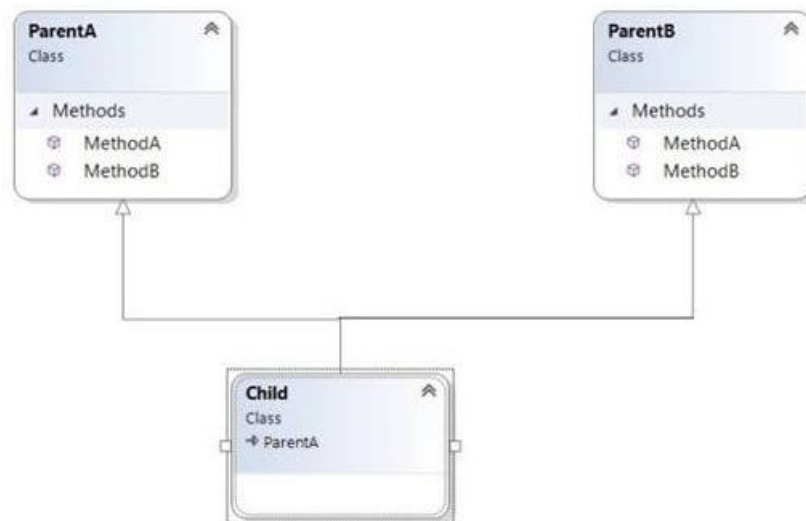 ParentA
Class
Methods
MethodA
MethodB
ParentB
Class
Methods
MethodA
MethodB
Child
Class
ParentA